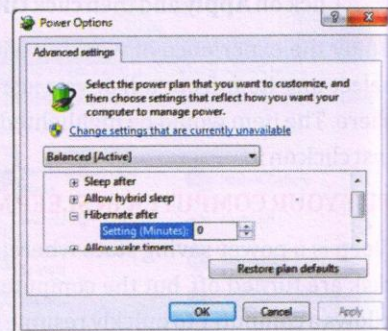 Power Options
Advanced settings
Select the power plan that you want to customize, and
then choose settings that reflect how you want your
computer to manage power.
Change settings that are currently unavailable
Balanced [Active]
Sleep after
Allow hybrid sleep
Hibernate after
Setting (Minutes): 0
Allow wake timers
Restore plan defaults
OK Cancel Apply